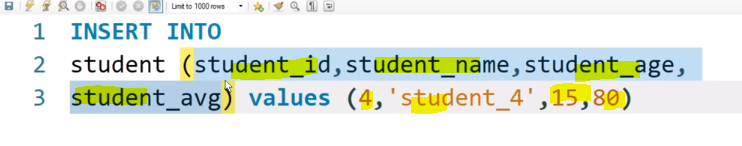 Limit to 1000 rows
1 INSERT INTO
2 student (student_id,student_name,student_age,
3 student_avg) values (4,'student_4',15,80)